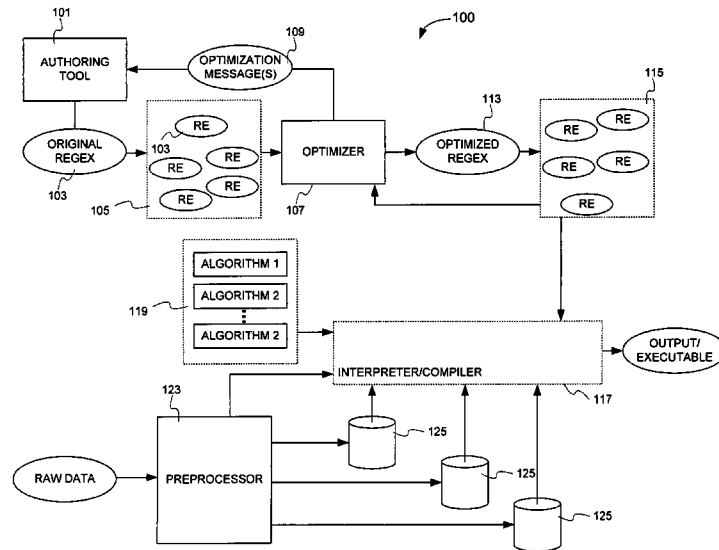 100
101
AUTHORING
TOOL
109
OPTIMIZATION
MESSAGE(S)
ORIGINAL
REGEX
103
103
RE
RE
RE
RE
RE
105
OPTIMIZER
107
113
OPTIMIZED
REGEX
115
RE
RE
RE
RE
RE
119
ALGORITHM 1
ALGORITHM 2
ALGORITHM 2
INTERPRETER/COMPILER
117
OUTPUT/
EXECUTABLE
123
PREPROCESSOR
RAW DATA
125
125
125